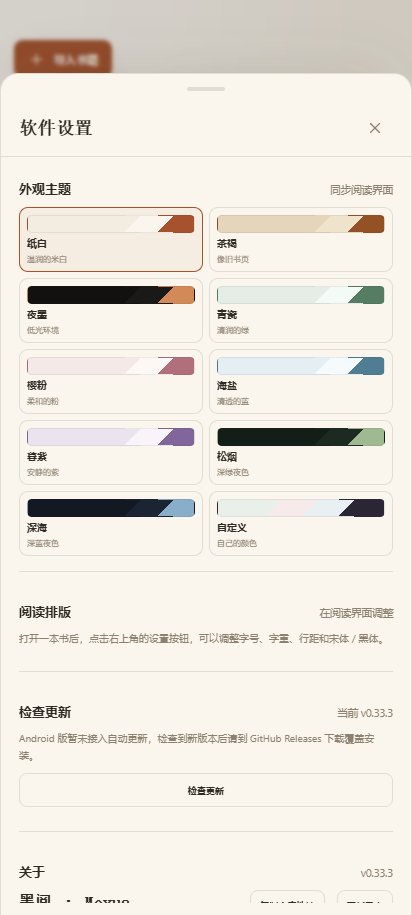 软件设置
外观主题
同步阅读界面
纸白
温润的米白
茶褐
像旧书页
夜墨
低光环境
青瓷
清润的绿
樱粉
柔和的粉
海盐
清透的蓝
暮紫
安静的紫
松烟
深绿夜色
深海
深蓝夜色
自定义
自己的颜色
阅读排版
在阅读界面调整
打开一本书后，点击右上角的设置按钮，可以调整字号、字重、行距和宋体 / 黑体。
检查更新
当前 v0.33.3
Android 版暂未接入自动更新，检查到新版本后请到 GitHub Releases 下载覆盖安
装。
检查更新
关于
v0.33.3